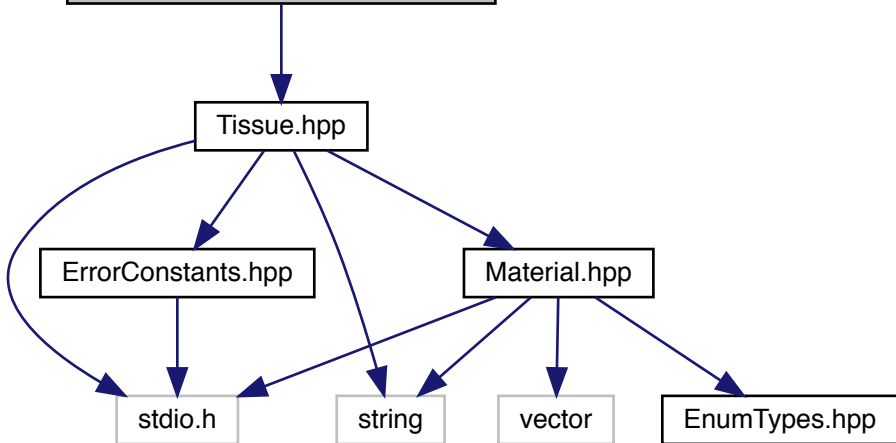 Tissue.hpp
ErrorConstants.hpp
Material.hpp
stdio.h
string
vector
EnumTypes.hpp